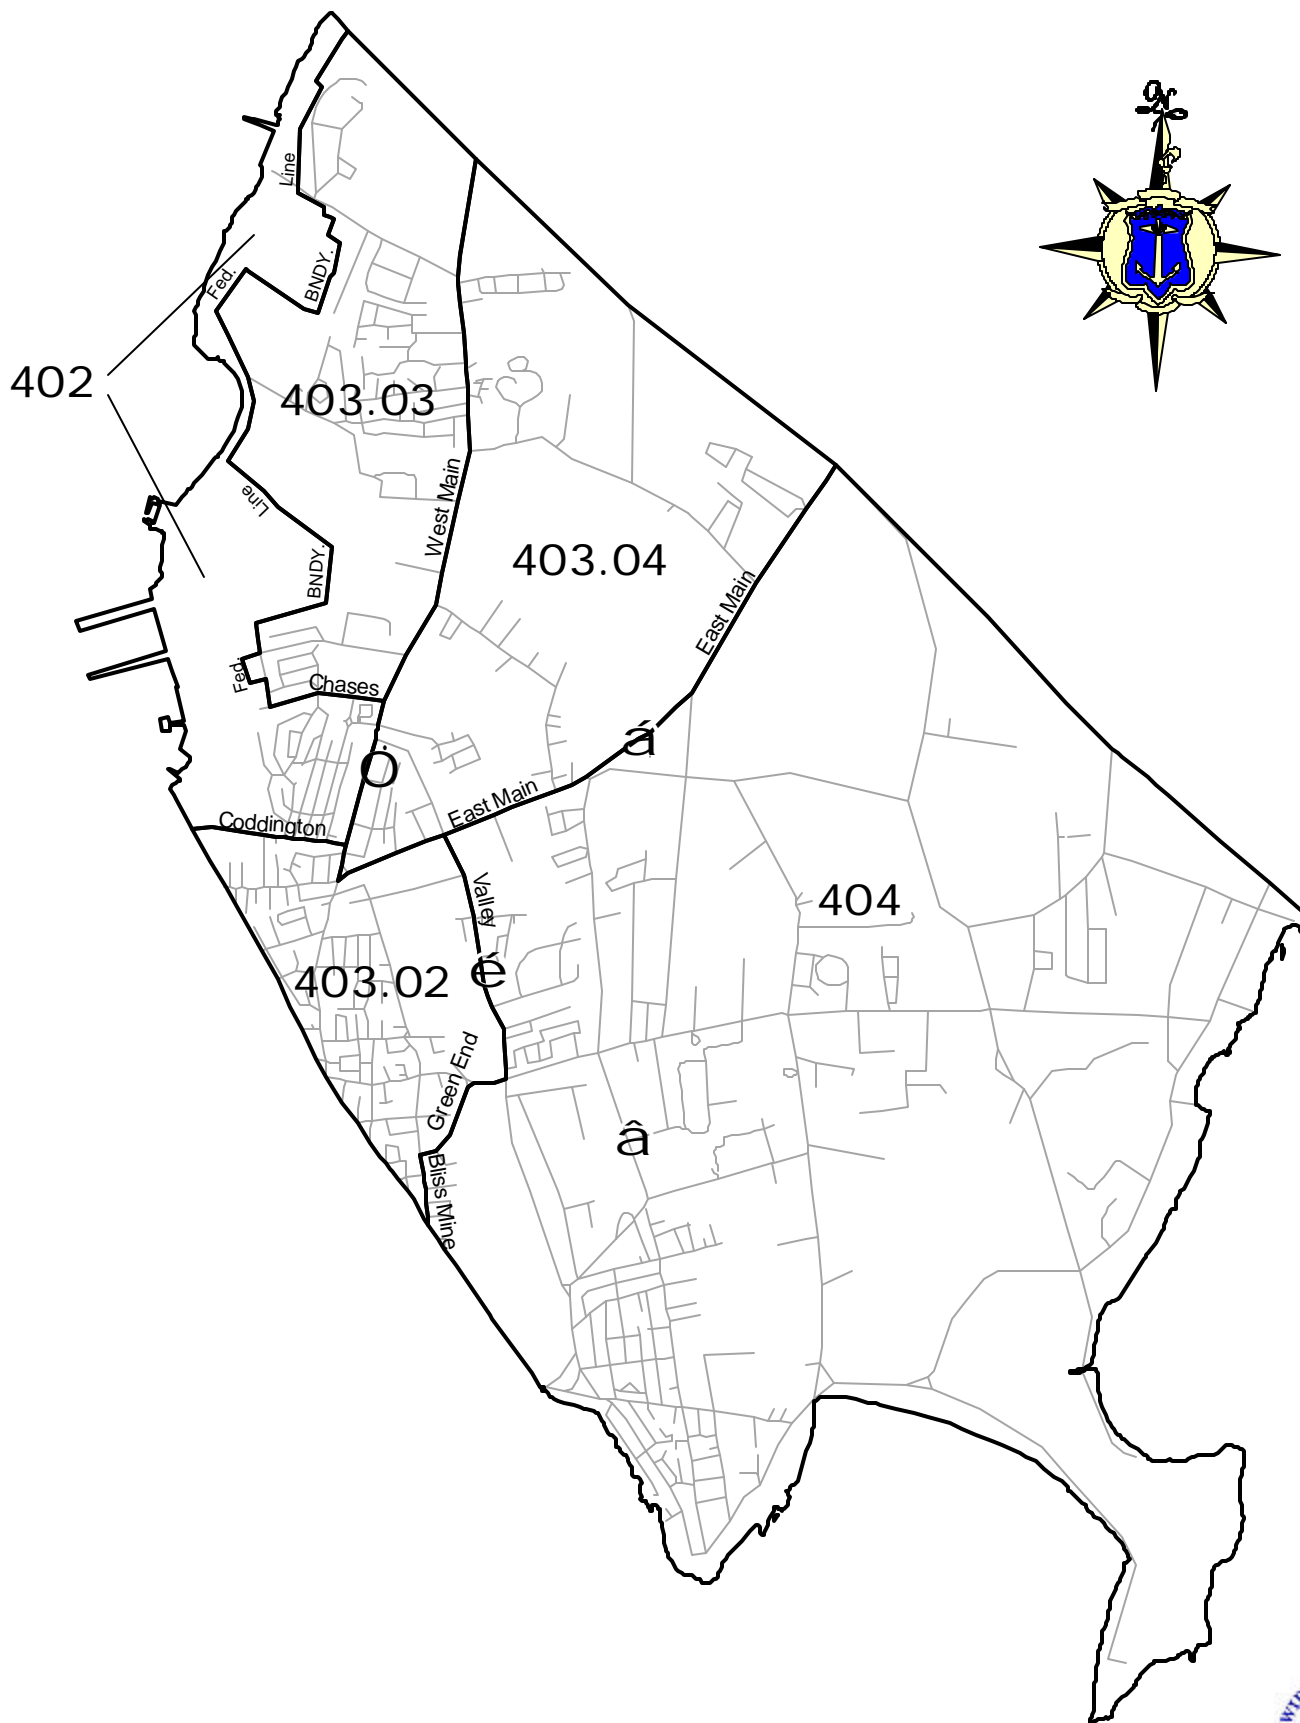 N
Line
Fed.
BNDY.
402
403.03
West Main
Line
403.04
BNDY.
East Main
Fed.
Chases
á
Ò
East Main
Coddington
Valley
404
é
403.02
Green End
â
Bliss Mine